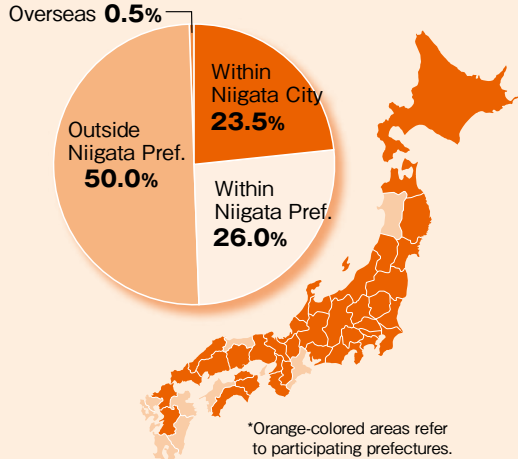 Overseas 0.5%
Within
Niigata City
23.5%
Outside
Niigata Pref.
50.0%
Within
Niigata Pref.
26.0%
*Orange-colored areas refer
to participating prefectures.